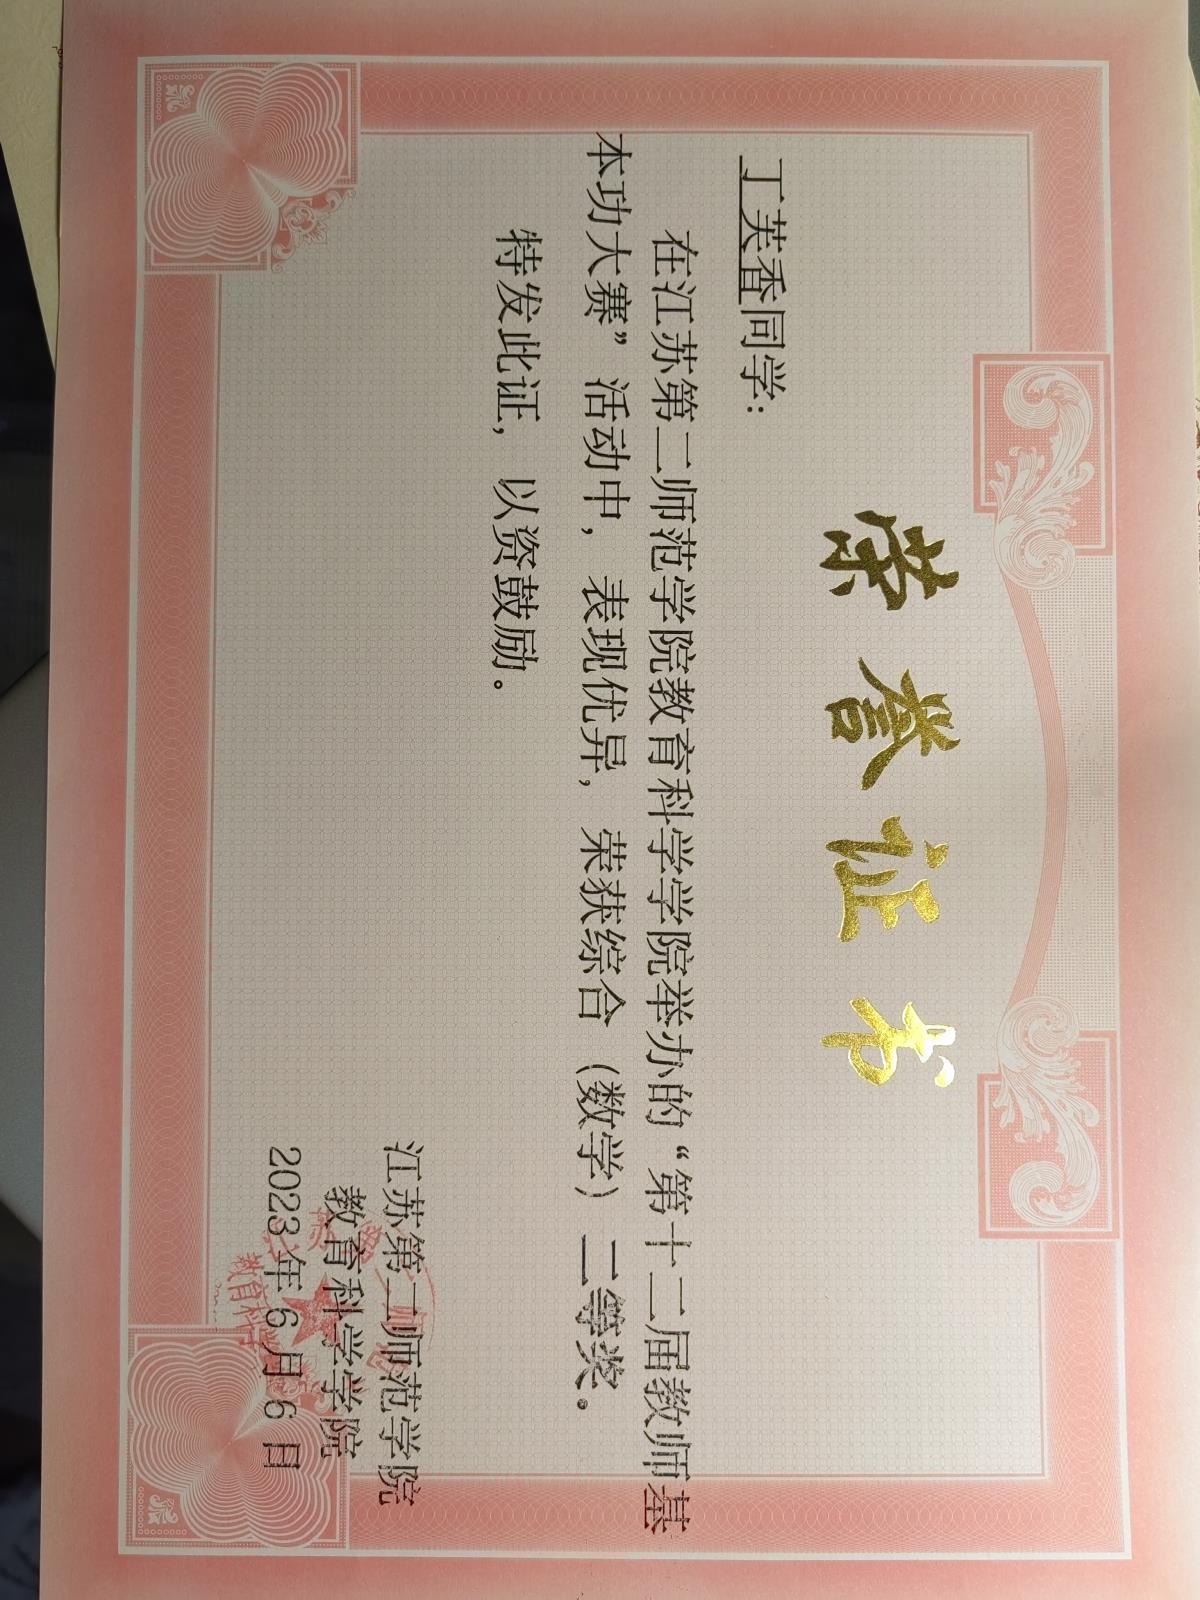 荣誉证书
丁芙香同学：
在江苏第二师范学院教育科学学院举办的“第十二届教师基
本功大赛”活动中，表现优异，荣获综合（数学）二等奖。
特发此证，以资鼓励。
江苏第二师范学院
教育科学学院
2023年6月6日